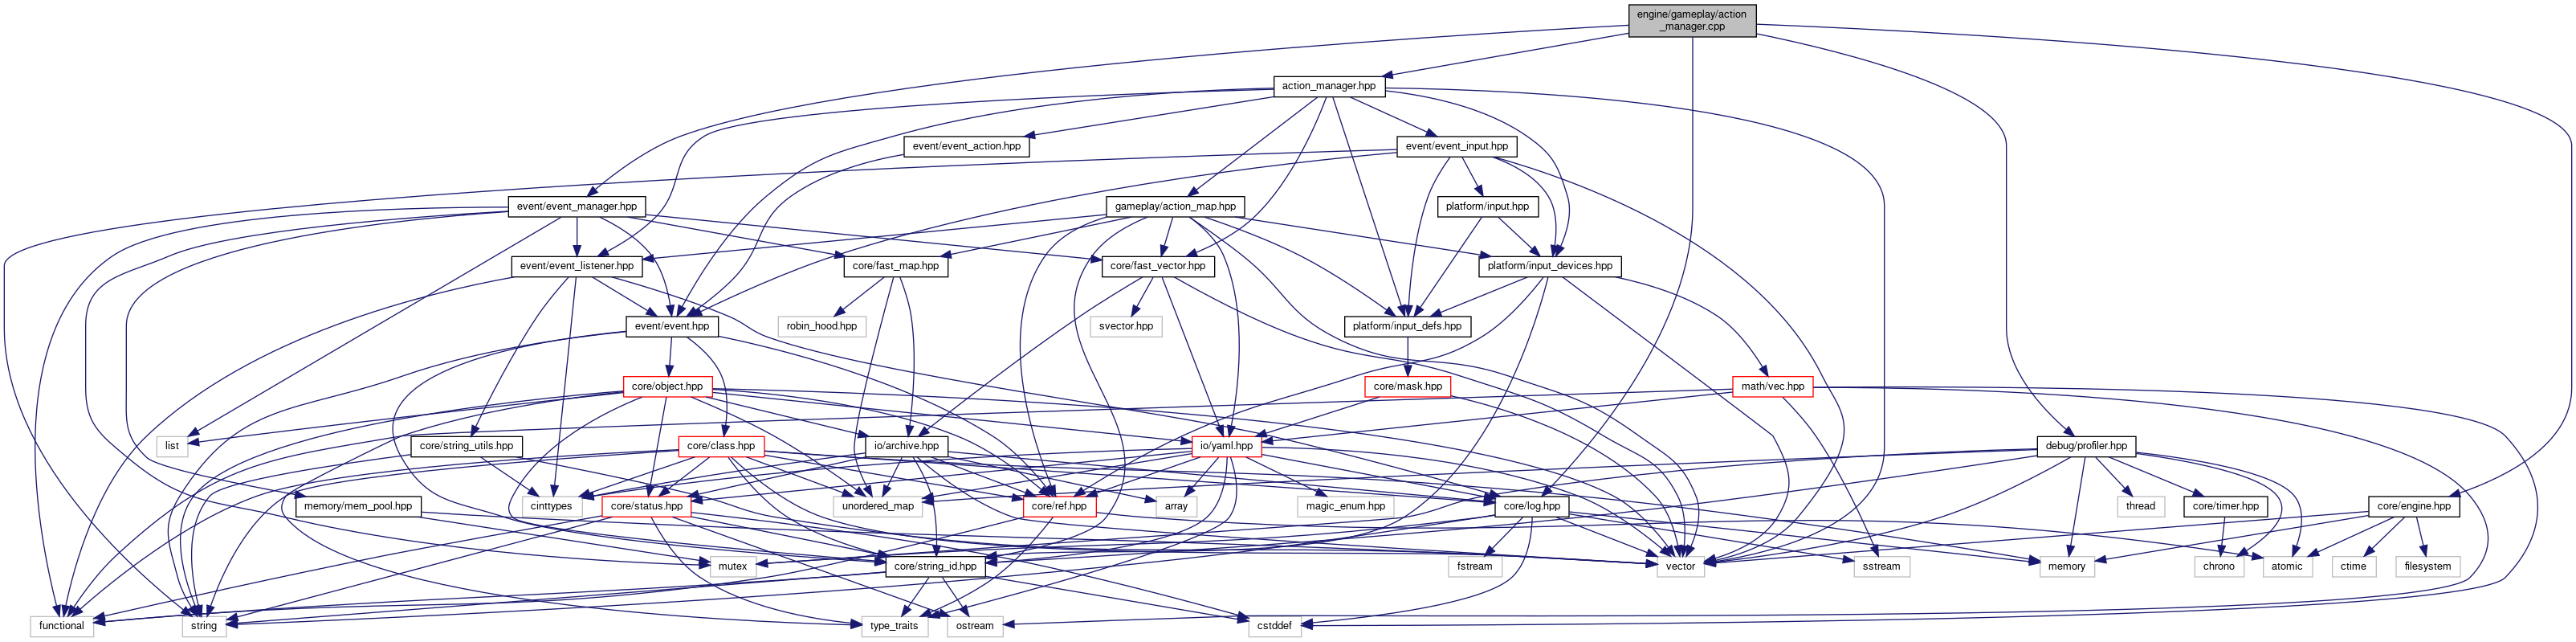 engine/gameplay/action
_manager.cpp
action_manager.hpp
event/event_action.hpp
event/event_input.hpp
event/event_manager.hpp
gameplay/action_map.hpp
platform/input.hpp
event/event_listener.hpp
core/fast_map.hpp
core/fast_vector.hpp
platform/input_devices.hpp
event/event.hpp
robin_hood.hpp
svector.hpp
platform/input_defs.hpp
core/object.hpp
core/mask.hpp
math/vec.hpp
list
core/string_utils.hpp
core/class.hpp
io/archive.hpp
io/yaml.hpp
debug/profiler.hpp
memory/mem_pool.hpp
cinttypes
core/status.hpp
unordered_map
core/ref.hpp
array
magic_enum.hpp
core/log.hpp
thread
core/timer.hpp
core/engine.hpp
mutex
core/string_id.hpp
fstream
vector
sstream
memory
chrono
atomic
ctime
filesystem
functional
string
type_traits
ostream
cstddef